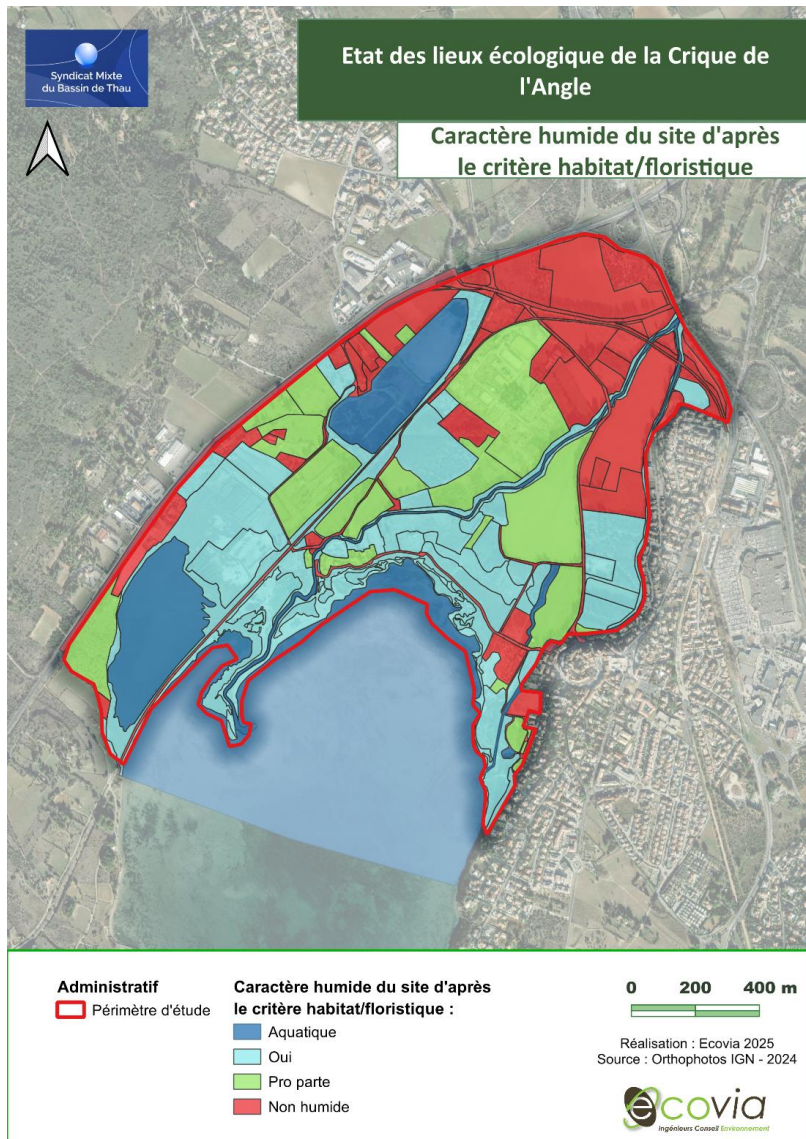 Syndicat Mixte
du Bassin de Thau
Etat des lieux écologique de la Crique de
l'Angle
Caractère humide du site d'après
le critère habitat/floristique
Administratif
Périmètre d'étude
Caractère humide du site d'après
le critère habitat/floristique :
Aquatique
Oui
Pro parte
Non humide
0 200 400 m
Réalisation : Ecovia 2025
Source : Orthophotos IGN - 2024
ecovia
Ingénieurs Conseil Environnement